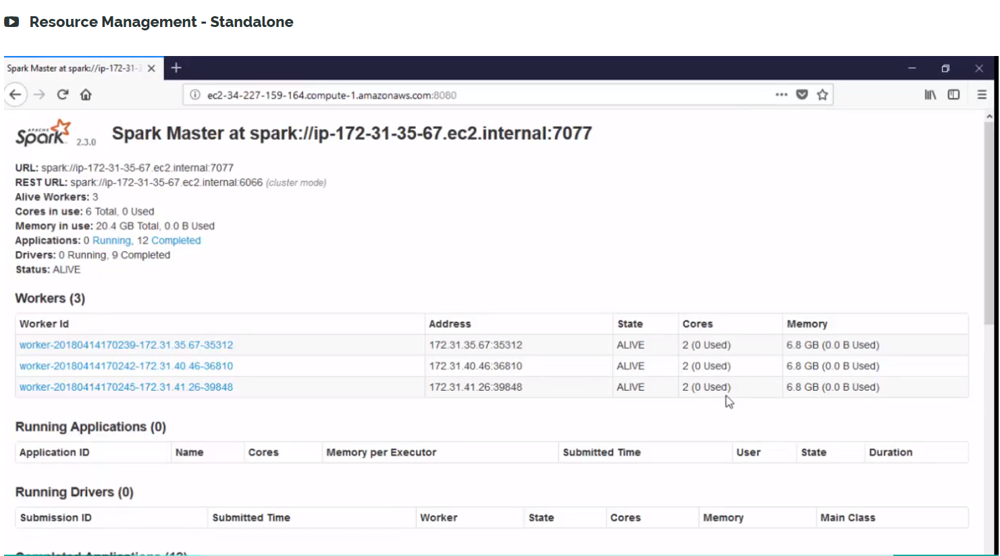 Resource Management - Standalone
Spark Master at spark://ip-172-31-3
ec2-34-227-159-164.compute-1.amazonaws.com:8080
APACHE
Spark 2.3.0 Spark Master at spark://ip-172-31-35-67.ec2.internal:7077
URL: spark://ip-172-31-35-67.ec2.internal:7077
REST URL: spark://ip-172-31-35-67.ec2.internal:6066 (cluster mode)
Alive Workers: 3
Cores in use: 6 Total, 0 Used
Memory in use: 20.4 GB Total, 0.0 B Used
Applications: 0 Running, 12 Completed
Drivers: 0 Running, 9 Completed
Status: ALIVE
Workers (3)
Worker Id Address State Cores Memory
worker-20180414170239-172.31.35.67-35312 172.31.35.67:35312 ALIVE 2 (0 Used) 6.8 GB (0.0 B Used)
worker-20180414170242-172.31.40.46-36810 172.31.40.46:36810 ALIVE 2 (0 Used) 6.8 GB (0.0 B Used)
worker-20180414170245-172.31.41.26-39848 172.31.41.26:39848 ALIVE 2 (0 Used) 6.8 GB (0.0 B Used)
Running Applications (0)
Application ID Name Cores Memory per Executor Submitted Time User State Duration
Running Drivers (0)
Submission ID Submitted Time Worker State Cores Memory Main Class
Completed Applications (12)